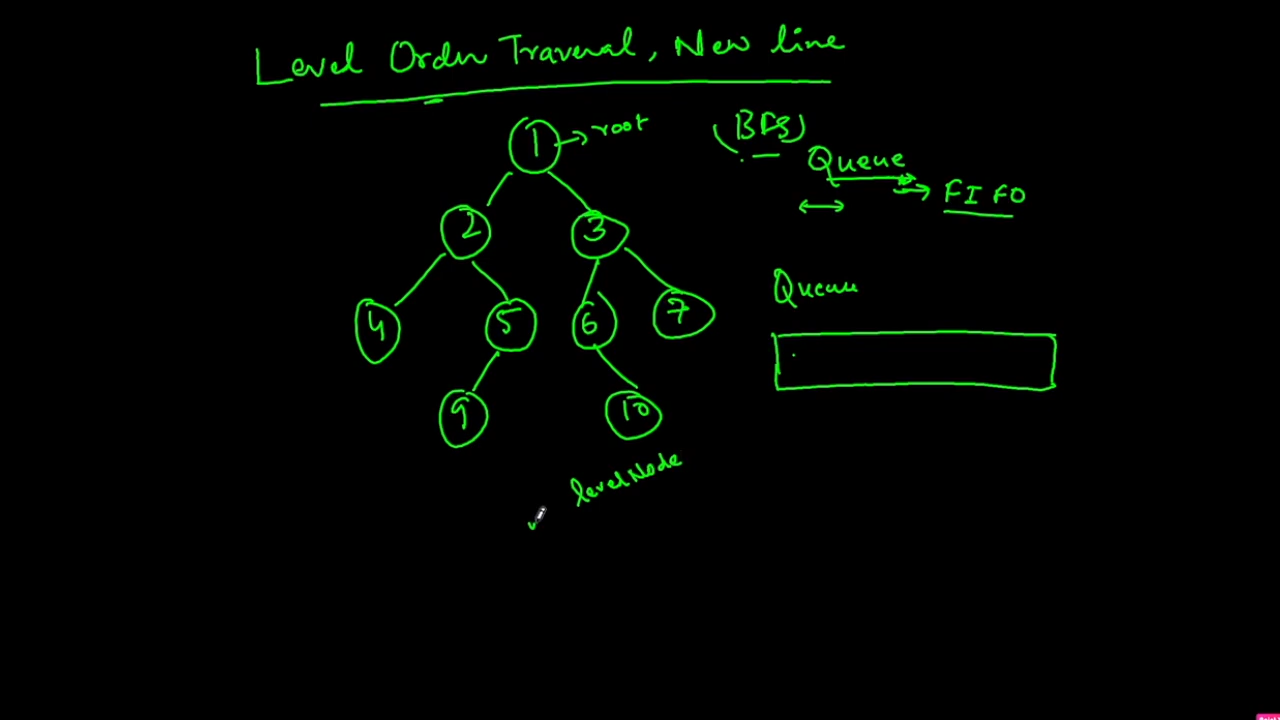 Level Order Traversal, New line
1 → root
(BFS)
Queue
→ FIFO
2 3
Queue
4 5 6 7
9 10
levelNode